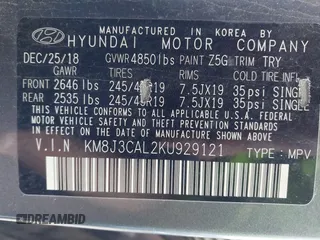 MANUFACTURED IN KOREA BY
HYUNDAI MOTOR COMPANY
DEC/25/18 GVWR 4850lbs PAINT Z5G TRIM TRY
GAWR TIRES RIMS COLD TIRE INFL.PRES.
FRONT 2646 lbs 245/45R19 7.5JX19 35psi SINGLE
REAR 2535 lbs 245/45R19 7.5JX19 35psi SINGLE
THIS VEHICLE CONFORMS TO ALL APPLICABLE U.S.A. FEDERAL
MOTOR VEHICLE SAFETY BUMPER AND THEFT PREVENTION
STANDARDS IN EFFECT ON THE DATE OF MANUFACTURE SHOWN ABOVE.
V.I.N KM8J3CAL2KU929121 TYPE : MPV
©DREAMBID